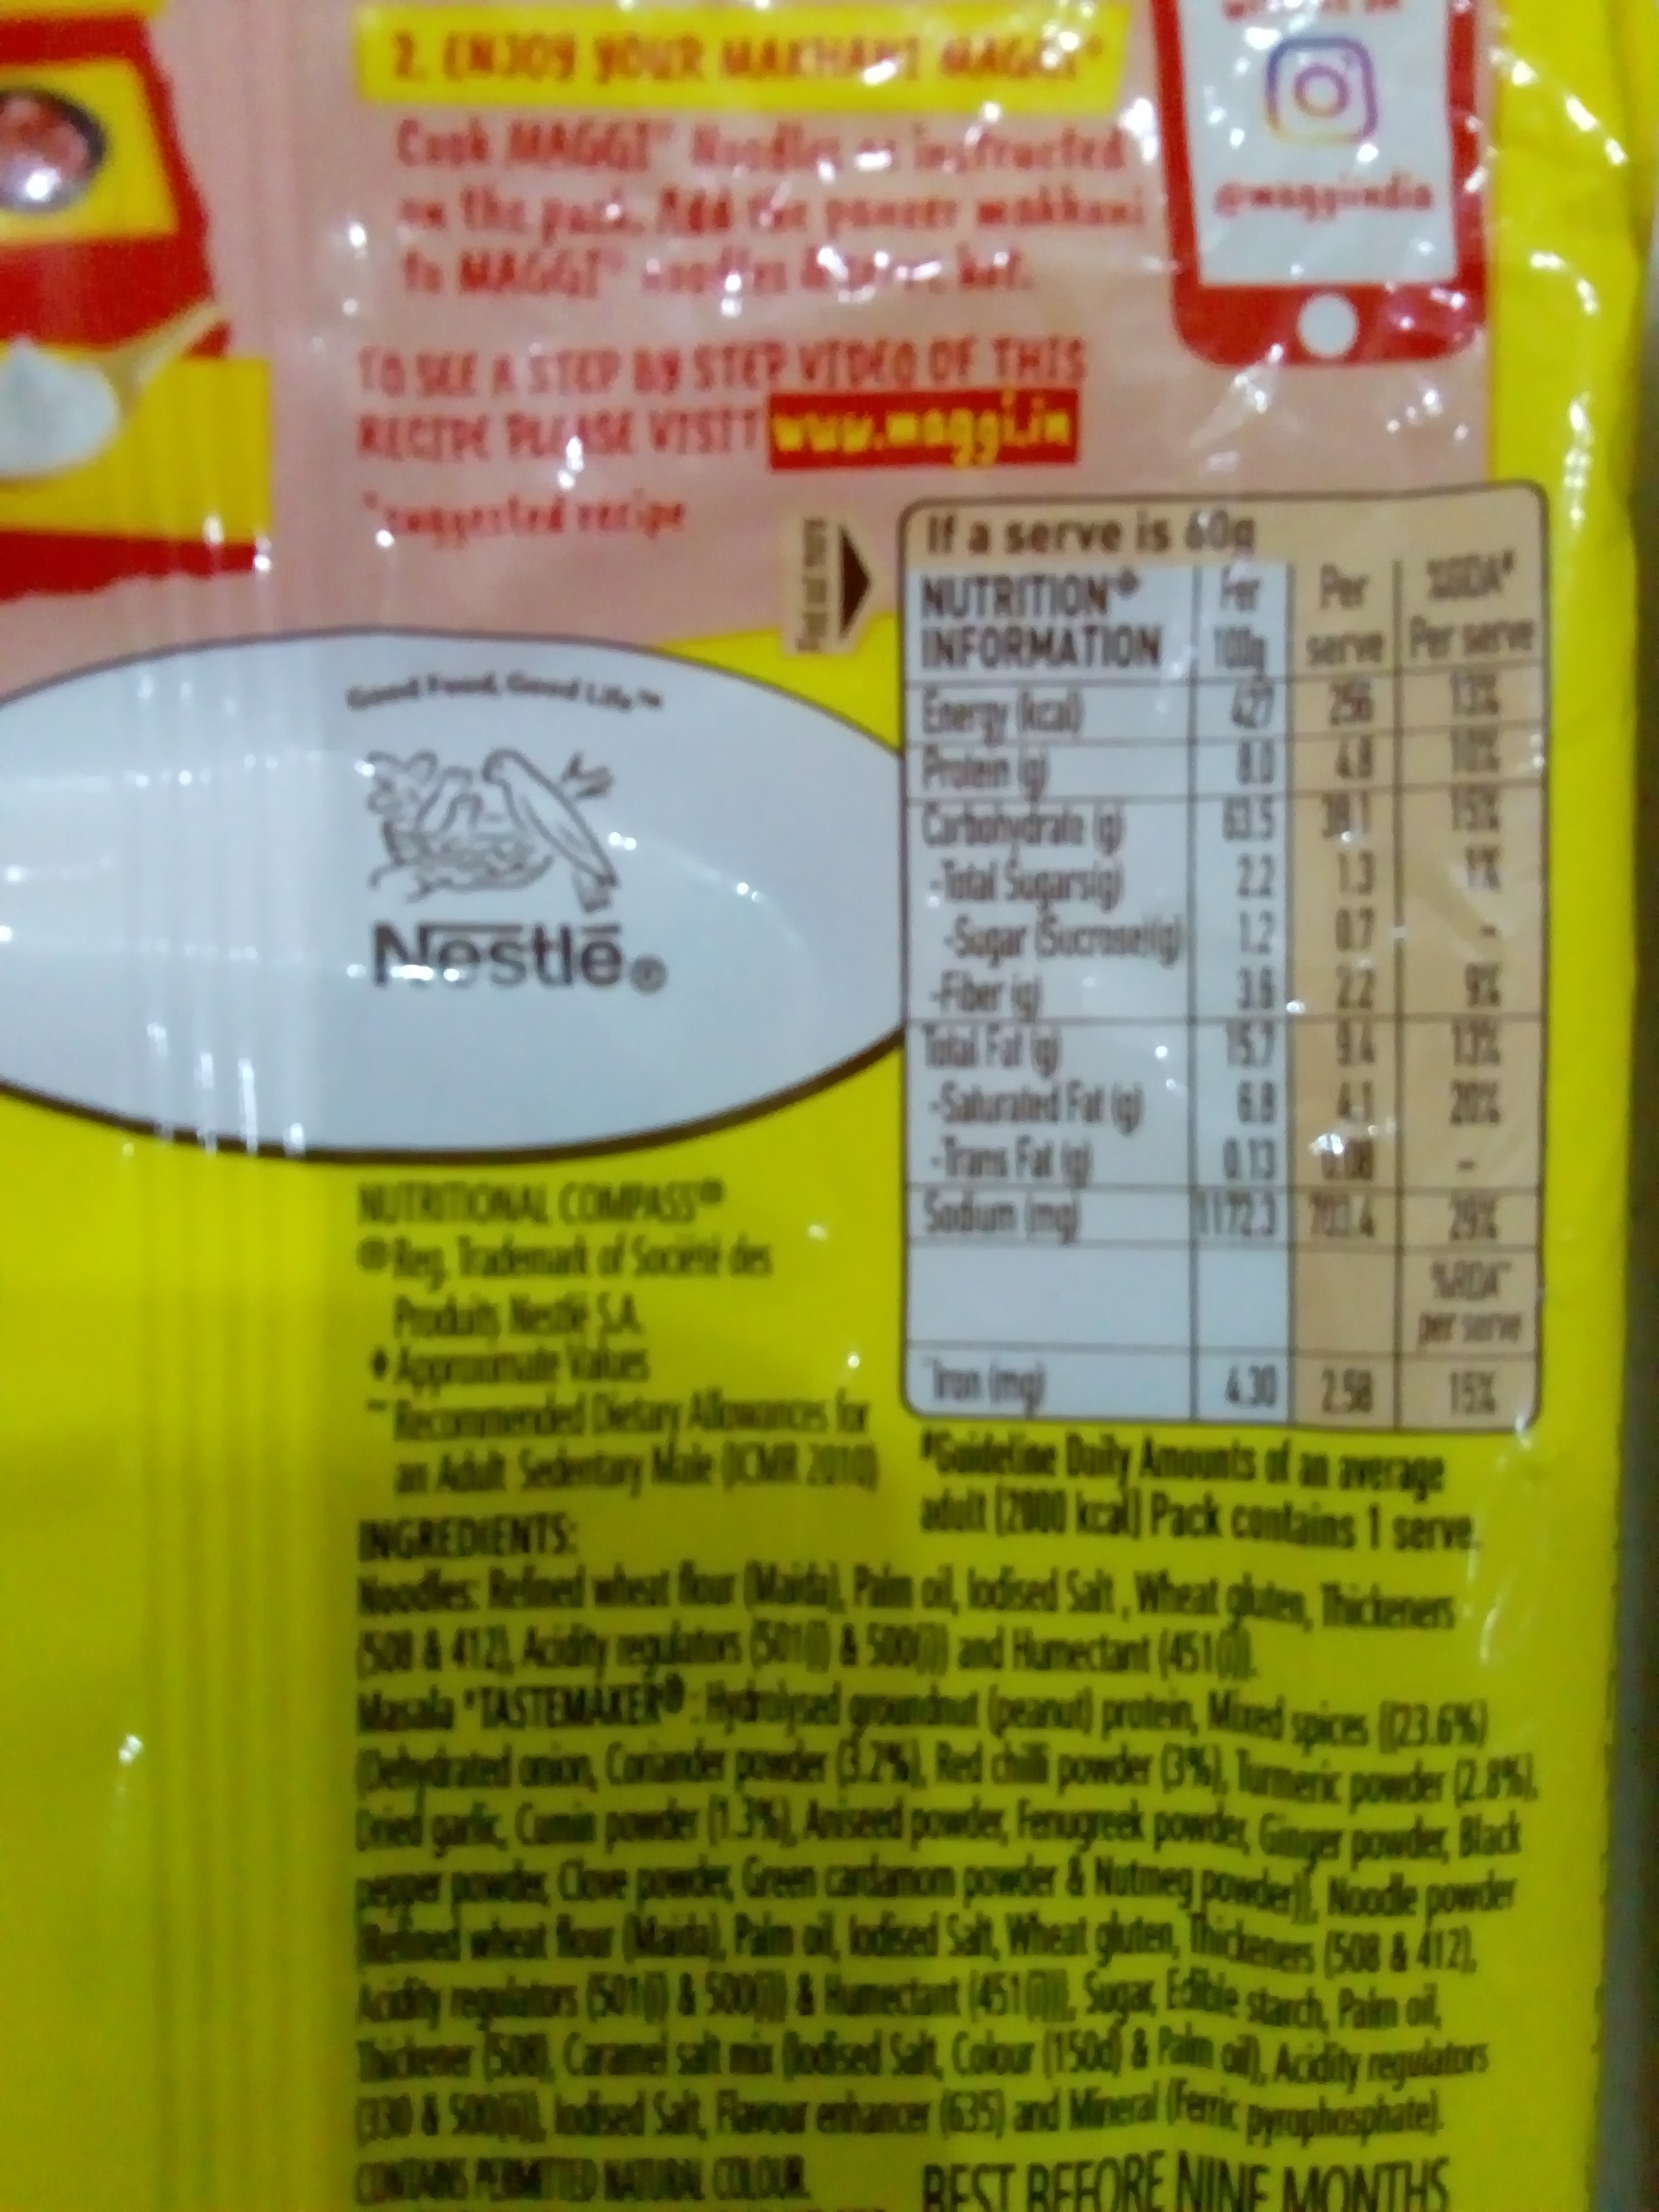 2. ENJOY YOUR MAKHANI MAGGI®
Cook MAGGI® Noodles as instructed
on the pack. Add the paneer makhani
to MAGGI® noodles & serve hot.
TO SEE A STEP BY STEP VIDEO OF THIS
RECIPE PLEASE VISIT www.maggi.in
*suggested recipe
@maggiindia
Find out more
If a serve is 60g
NUTRITION♦ INFORMATION Per 100g Per serve %GDA# Per serve
Energy (kcal) 427 256 13%
Protein (g) 8.0 4.8 10%
Carbohydrate (g) 63.5 38.1 15%
-Total Sugars(g) 2.2 1.3 1%
-Sugar (Sucrose)(g) 1.2 0.7 -
-Fiber (g) 3.6 2.2 9%
Total Fat (g) 15.7 9.4 13%
-Saturated Fat (g) 6.8 4.1 20%
-Trans Fat (g) 0.13 0.08 -
Sodium (mg) 1172.3 703.4 29%
%RDA~ per serve
~Iron (mg) 4.30 2.58 15%
#Guideline Daily Amounts of an average
adult (2000 kcal) Pack contains 1 serve.
Good Food, Good Life™
Nestlé®
NUTRITIONAL COMPASS®
®Reg. Trademark of Société des
Produits Nestlé S.A.
♦Approximate Values
~Recommended Dietary Allowances for
an Adult Sedentary Male (ICMR 2010)
INGREDIENTS:
Noodles: Refined wheat flour (Maida), Palm oil, Iodised Salt, Wheat gluten, Thickeners
(508 & 412), Acidity regulators (501(i) & 500(i)) and Humectant (451(i)).
Masala *TASTEMAKER®: Hydrolysed groundnut (peanut) protein, Mixed spices ((23.6%)
(Dehydrated onion, Coriander powder (3.2%), Red chilli powder (3%), Turmeric powder (2.8%),
Dried garlic, Cumin powder (1.3%), Aniseed powder, Fenugreek powder, Ginger powder, Black
pepper powder, Clove powder, Green cardamom powder & Nutmeg powder)), Noodle powder
(Refined wheat flour (Maida), Palm oil, Iodised Salt, Wheat gluten, Thickeners (508 & 412),
Acidity regulators (501(i) & 500(i)) & Humectant (451(i))), Sugar, Edible starch, Palm oil,
Thickener (508), Caramel salt mix (Iodised Salt, Colour (150d) & Palm oil), Acidity regulators
(330 & 500(ii)), Iodised Salt, Flavour enhancer (635) and Mineral (Ferric pyrophosphate).
CONTAINS PERMITTED NATURAL COLOUR.
BEST BEFORE NINE MONTHS